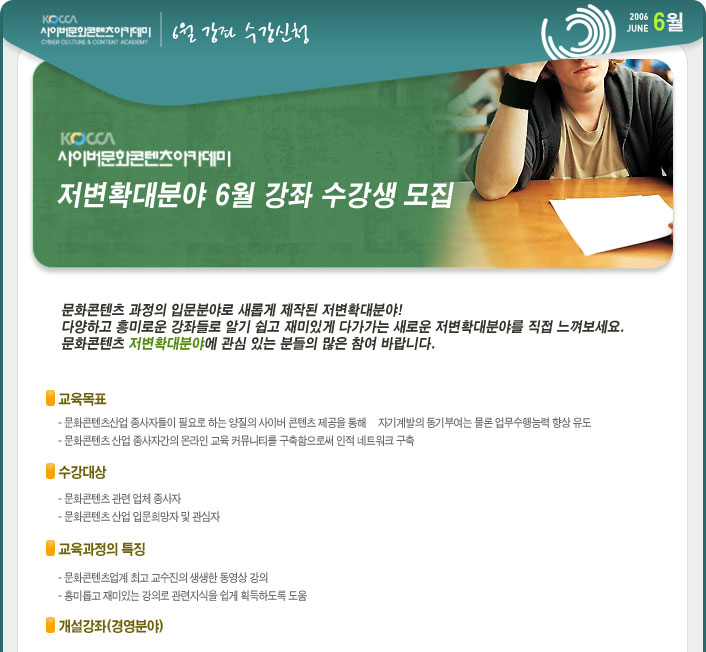 KOCCA
사이버문화콘텐츠아카데미
CYBER CULTURE & CONTENT ACADEMY
6월 강좌 수강신청
2006
JUNE
6월
KOCCA
사이버문화콘텐츠아카데미
저변확대분야 6월 강좌 수강생 모집
문화콘텐츠 과정의 입문분야로 새롭게 제작된 저변확대분야!
다양하고 흥미로운 강좌들로 알기 쉽고 재미있게 다가가는 새로운 저변확대분야를 직접 느껴보세요.
문화콘텐츠 저변확대분야에 관심 있는 분들의 많은 참여 바랍니다.
교육목표
- 문화콘텐츠산업 종사자들이 필요로 하는 양질의 사이버 콘텐츠 제공을 통해 자기계발의 동기부여는 물론 업무수행능력 향상 유도
- 문화콘텐츠 산업 종사자간의 온라인 교육 커뮤니티를 구축함으로써 인적 네트워크 구축
수강대상
- 문화콘텐츠 관련 업체 종사자
- 문화콘텐츠 산업 입문희망자 및 관심자
교육과정의 특징
- 문화콘텐츠업계 최고 교수진의 생생한 동영상 강의
- 흥미롭고 재미있는 강의로 관련지식을 쉽게 획득하도록 도움
개설강좌(경영분야)